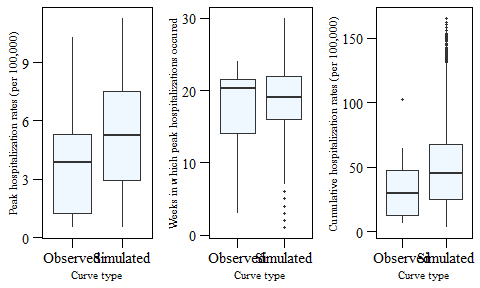 Peak hospitalization rates (per 100,000)
9
6
3
0
Observed
Simulated
Curve type
Weeks in which peak hospitalizations occured
30
20
10
0
Observed
Simulated
Curve type
Cumulative hospitalization rates (per 100,000)
150
100
50
0
Observed
Simulated
Curve type